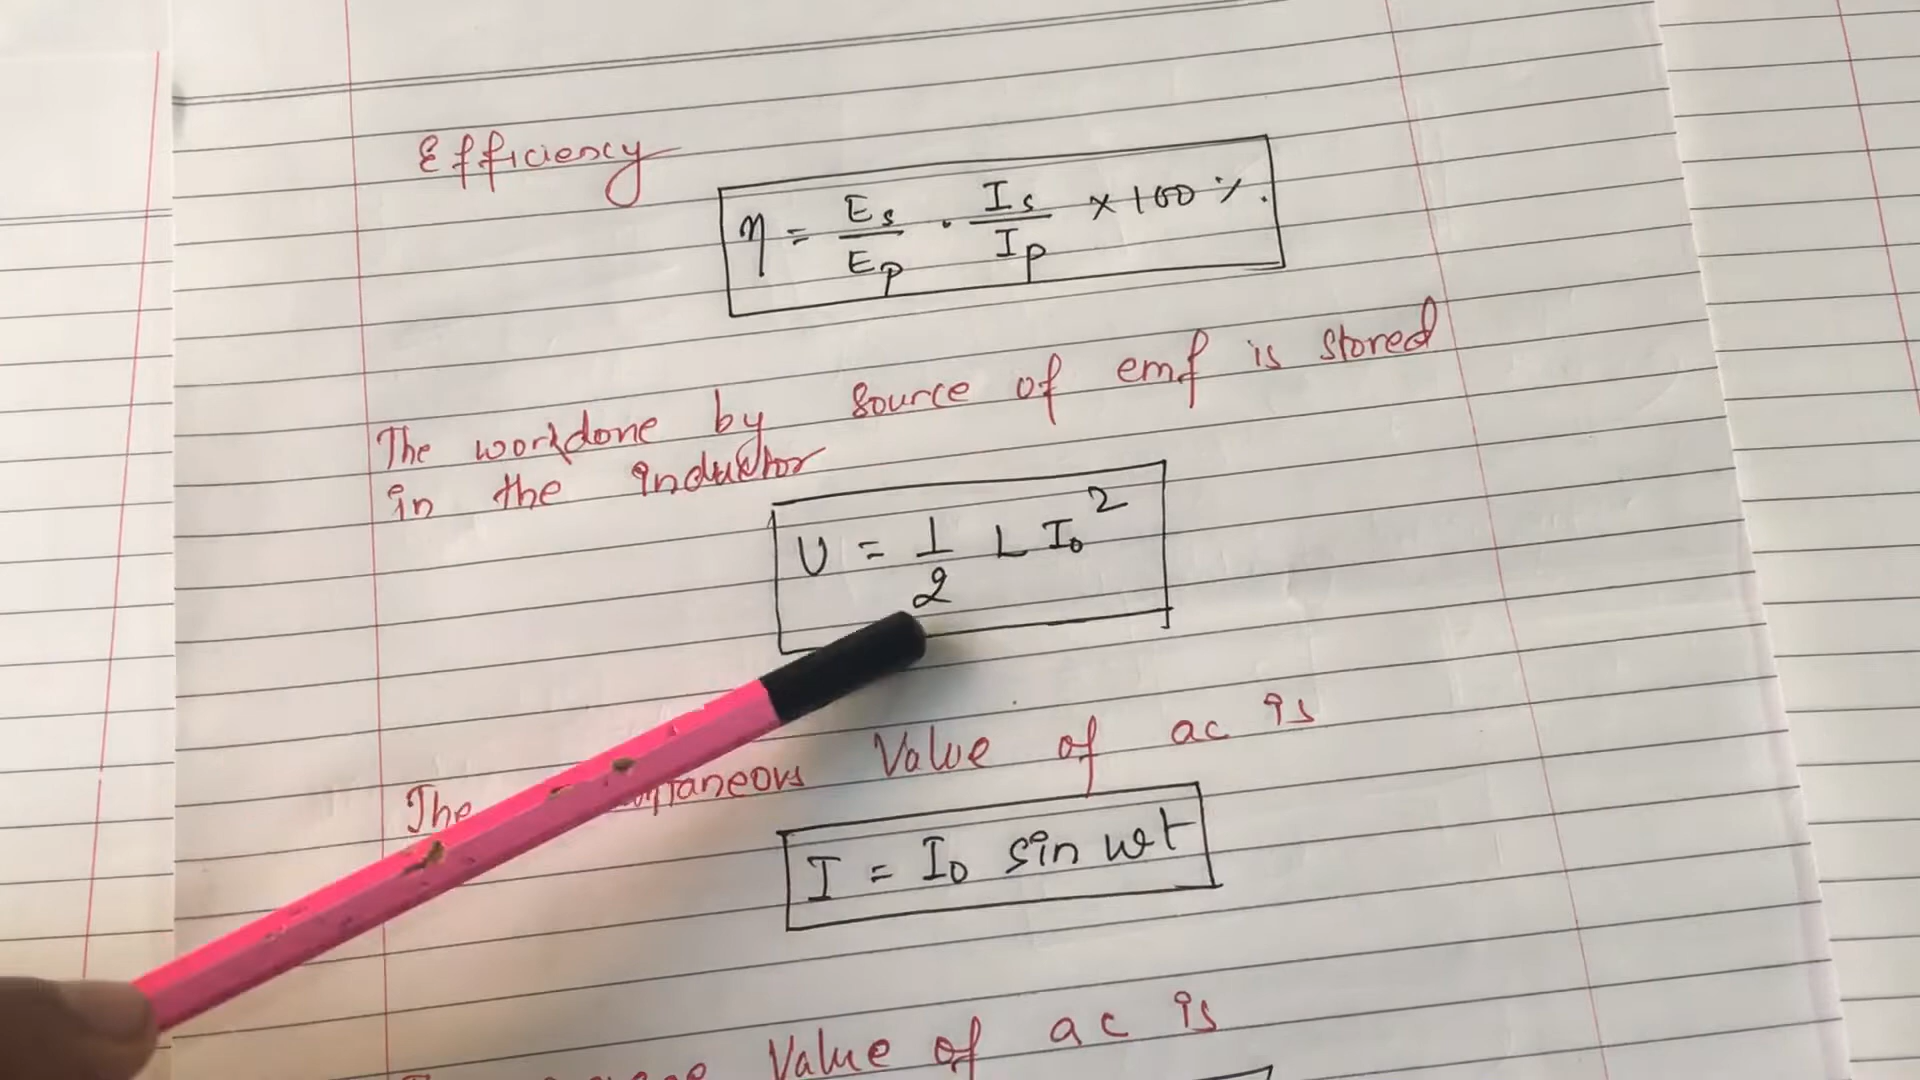 Efficiency
η = Es/Ep · Is/Ip × 100 %.
The workdone by source of emf is stored
in the inductor
U = 1/2 L I₀²
The Value of ac is
I = I₀ sin ωt
Value of ac is